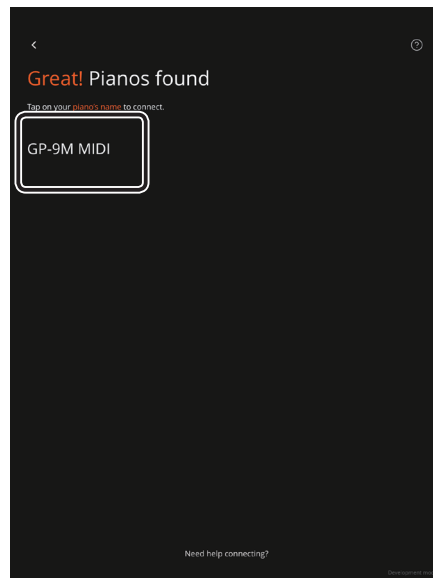 Great! Pianos found
Tap on your piano's name to connect.
GP-9M MIDI
Need help connecting?